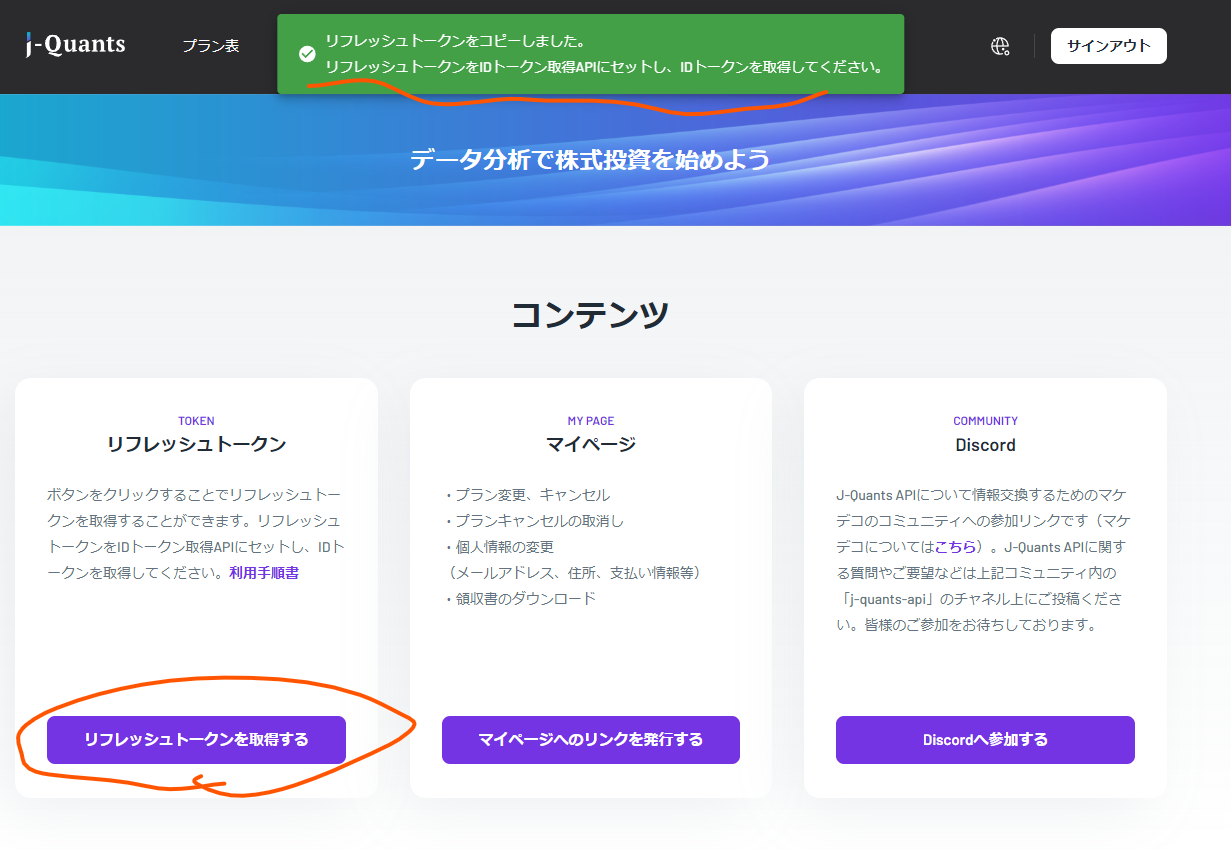 j-Quants
プラン表
リフレッシュトークンをコピーしました。
リフレッシュトークンをIDトークン取得APIにセットし、IDトークンを取得してください。
サインアウト
データ分析で株式投資を始めよう
コンテンツ
TOKEN
リフレッシュトークン
ボタンをクリックすることでリフレッシュトー
クンを取得することができます。リフレッシュ
トークンをIDトークン取得APIにセットし、IDト
ークンを取得してください。利用手順書
リフレッシュトークンを取得する
MY PAGE
マイページ
・プラン変更、キャンセル
・プランキャンセルの取消し
・個人情報の変更
（メールアドレス、住所、支払い情報等）
・領収書のダウンロード
マイページへのリンクを発行する
COMMUNITY
Discord
J-Quants APIについて情報交換するためのマケ
デコのコミュニティへの参加リンクです（マケ
デコについてはこちら）。J-Quants APIに関す
る質問やご要望などは上記コミュニティ内の
「j-quants-api」のチャネル上にご投稿くださ
い。皆様のご参加をお待ちしております。
Discordへ参加する